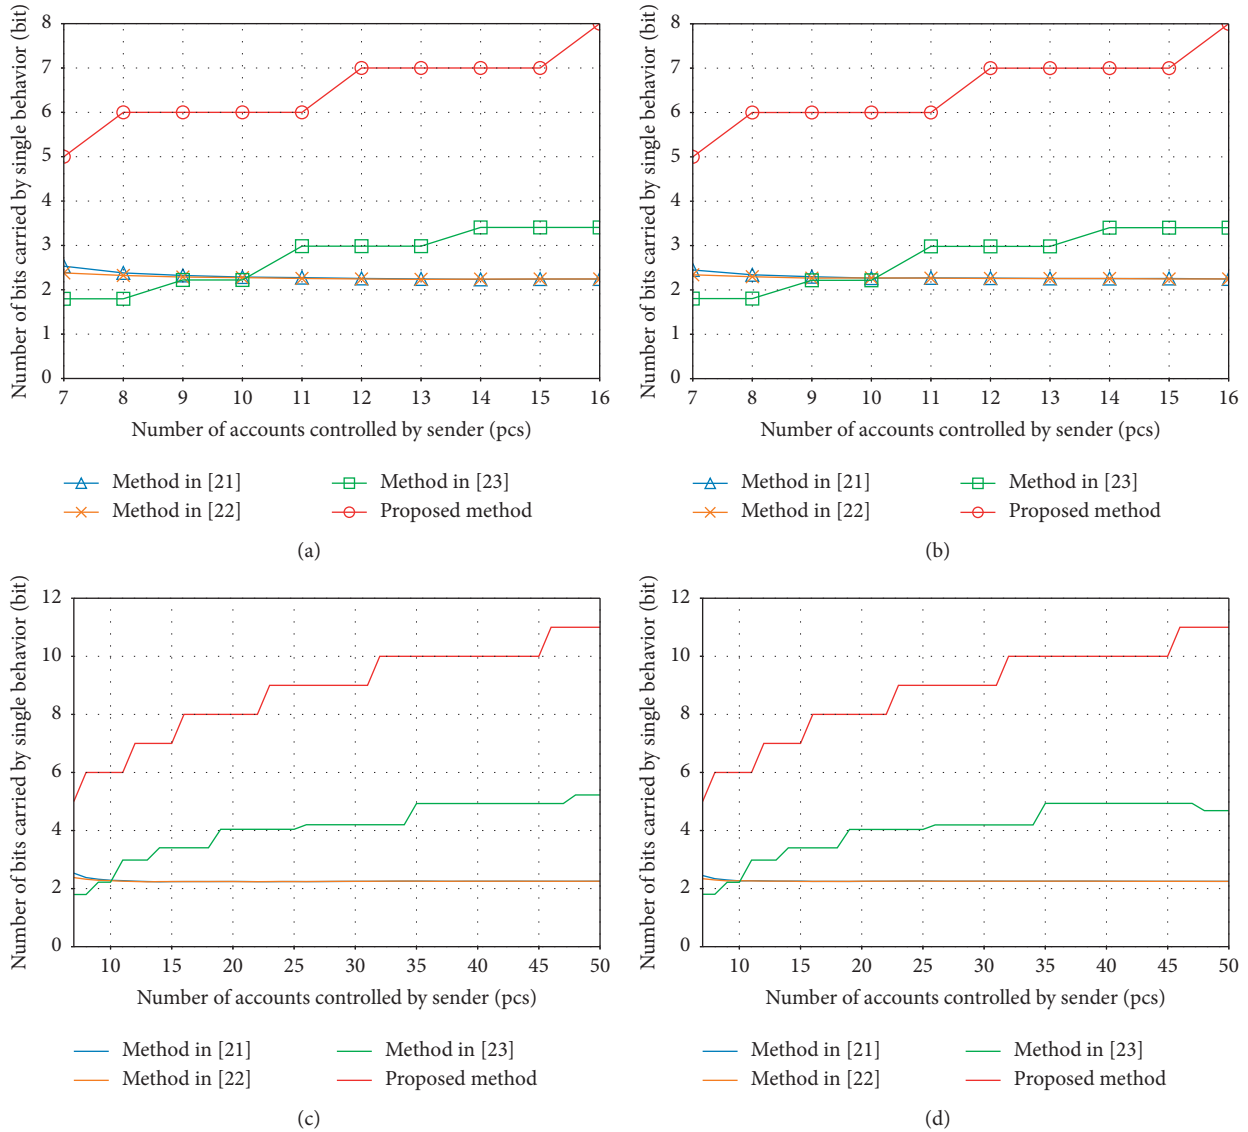 Number of bits carried by single behavior (bit)
8
7
6
5
4
3
2
1
0
7 8 9 10 11 12 13 14 15 16
Number of accounts controlled by sender (pcs)
Method in [21]
Method in [23]
Method in [22]
Proposed method
(a)
Number of bits carried by single behavior (bit)
8
7
6
5
4
3
2
1
0
7 8 9 10 11 12 13 14 15 16
Number of accounts controlled by sender (pcs)
Method in [21]
Method in [23]
Method in [22]
Proposed method
(b)
Number of bits carried by single behavior (bit)
12
10
8
6
4
2
0
10 15 20 25 30 35 40 45 50
Number of accounts controlled by sender (pcs)
Method in [21]
Method in [23]
Method in [22]
Proposed method
(c)
Number of bits carried by single behavior (bit)
12
10
8
6
4
2
0
10 15 20 25 30 35 40 45 50
Number of accounts controlled by sender (pcs)
Method in [21]
Method in [23]
Method in [22]
Proposed method
(d)